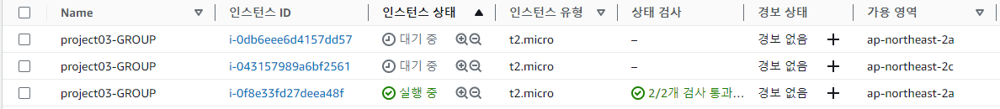 Name 인스턴스 ID 인스턴스 상태 인스턴스 유형 상태 검사 경보 상태 가용 영역
project03-GROUP i-0db6eee6d4157dd57 대기 중 t2.micro – 경보 없음 + ap-northeast-2a
project03-GROUP i-043157989a6bf2561 대기 중 t2.micro – 경보 없음 + ap-northeast-2c
project03-GROUP i-0f8e33fd27deea48f 실행 중 t2.micro 2/2개 검사 통과... 경보 없음 + ap-northeast-2a